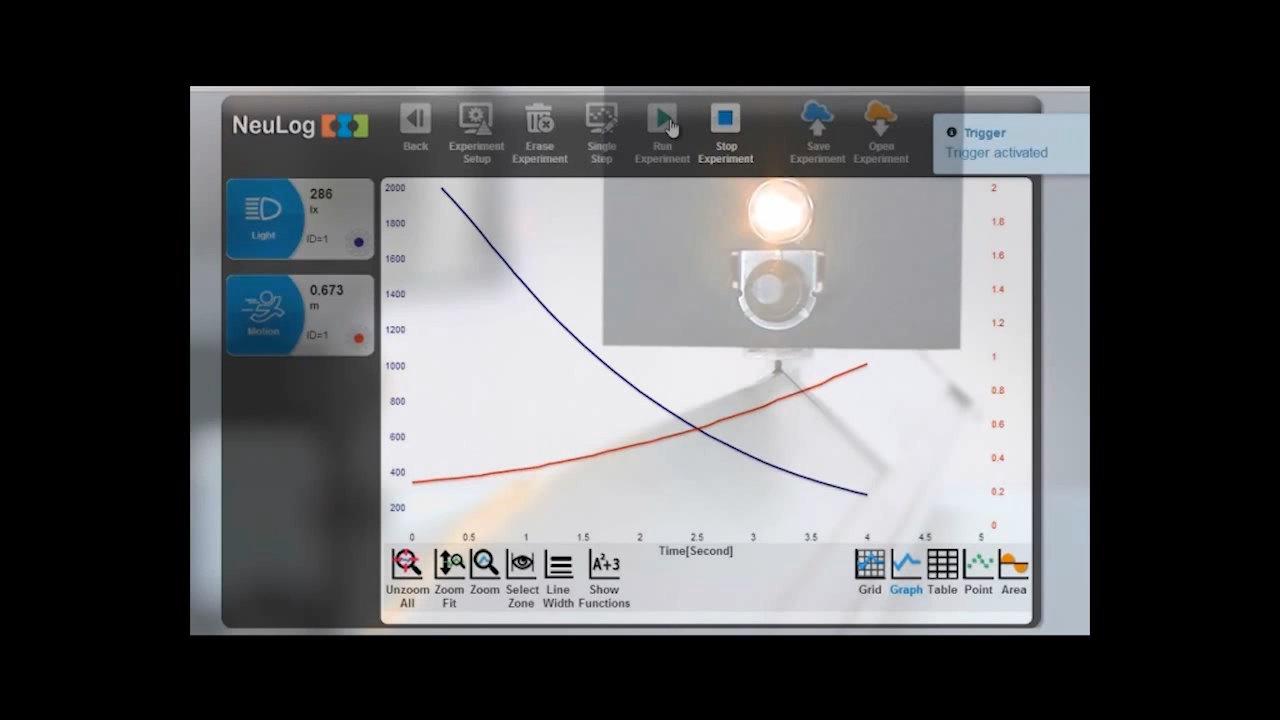 NeuLog
Back
Experiment
Setup
Erase
Experiment
Single
Step
Run
Experiment
Stop
Experiment
Save
Experiment
Open
Experiment
Trigger
Trigger activated
286
lx
Light
ID=1
0.673
m
Motion
ID=1
2000
1800
1600
1400
1200
1000
800
600
400
200
2
1.8
1.6
1.4
1.2
1
0.8
0.6
0.4
0.2
0
0 0.5 1 1.5 2 2.5 3 3.5 4 4.5 5
Time[Second]
A²+3
Unzoom
All
Zoom
Fit
Zoom
Select
Zone
Line
Width
Show
Functions
Grid
Graph
Table
Point
Area